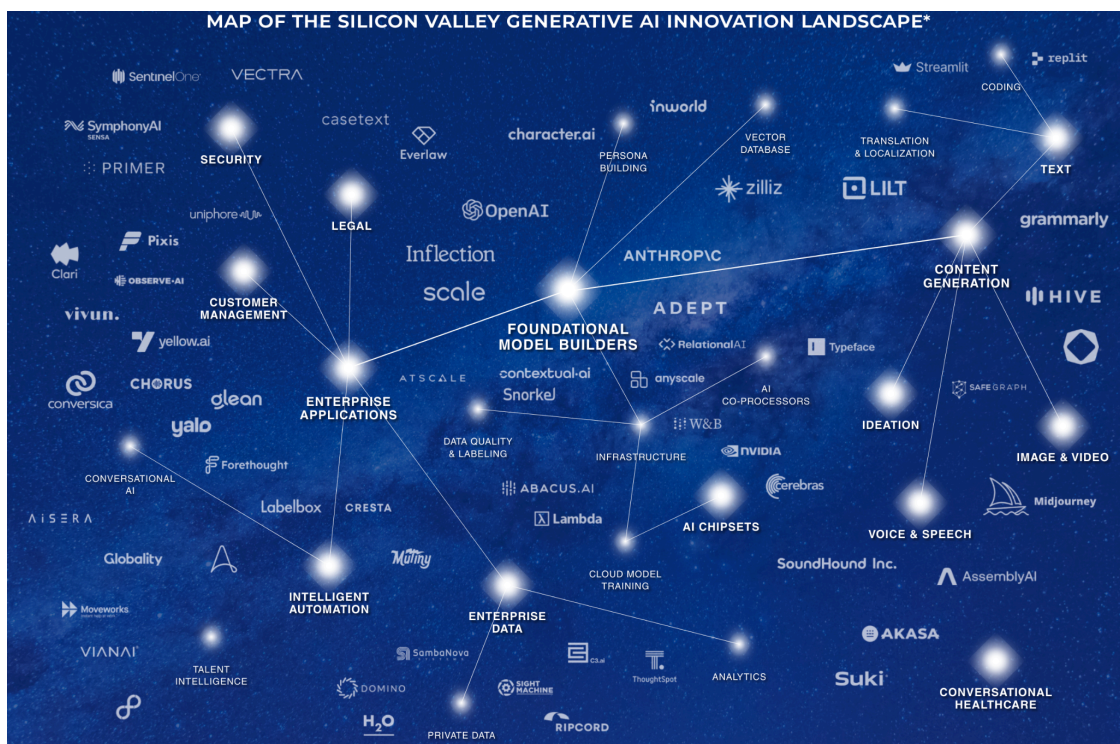 MAP OF THE SILICON VALLEY GENERATIVE AI INNOVATION LANDSCAPE*
SentinelOne
VECTRA
Streamlit
replit
CODING
SymphonyAI
SENSA
SECURITY
PRIMER
casetext
Everlaw
character.ai
inworld
PERSONA
BUILDING
VECTOR
DATABASE
TRANSLATION
& LOCALIZATION
TEXT
zilliz
LILT
uniphore
LEGAL
OpenAI
grammarly
Pixis
Clari
OBSERVE·AI
Inflection
ANTHROP\C
CONTENT
GENERATION
CUSTOMER
MANAGEMENT
vivun.
scale
ADEPT
HIVE
FOUNDATIONAL
MODEL BUILDERS
yellow.ai
RelationalAI
Typeface
CHORUS
conversica
glean
ENTERPRISE
APPLICATIONS
ATSCALE
contextual·ai
Snorkel
anyscale
AI
CO-PROCESSORS
SAFEGRAPH
yalo
DATA QUALITY
& LABELING
INFRASTRUCTURE
W&B
IDEATION
IMAGE & VIDEO
CONVERSATIONAL
AI
Forethought
NVIDIA
ABACUS.AI
cerebras
Labelbox
CRESTA
Lambda
AI CHIPSETS
VOICE & SPEECH
Midjourney
AiSERA
Globality
Mutiny
CLOUD MODEL
TRAINING
SoundHound Inc.
AssemblyAI
INTELLIGENT
AUTOMATION
ENTERPRISE
DATA
Moveworks
VIANAI
TALENT
INTELLIGENCE
SambaNova
C3.ai
ThoughtSpot
ANALYTICS
AKASA
Suki
CONVERSATIONAL
HEALTHCARE
DOMINO
SIGHT
MACHINE
H2O
PRIVATE DATA
RIPCORD